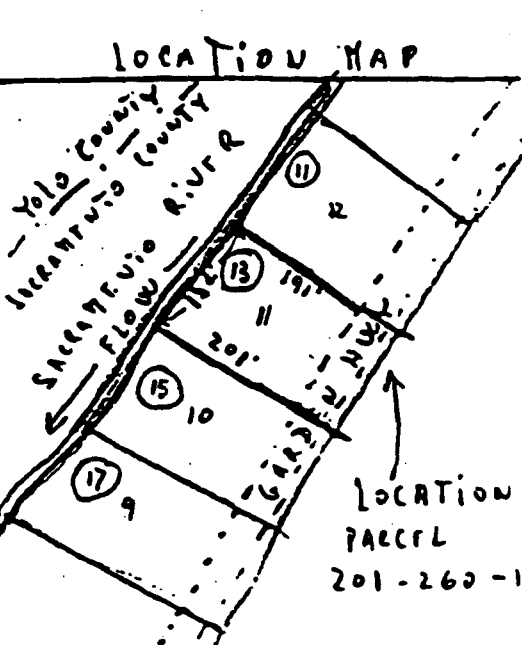 LOCATION MAP
YOLO COUNTY
SACRAMENTO COUNTY
SACRAMENTO RIVER
FLOW
11
12
13
191'
11
201'
15
10
17
9
LOCATION
PARCEL
201-260-1